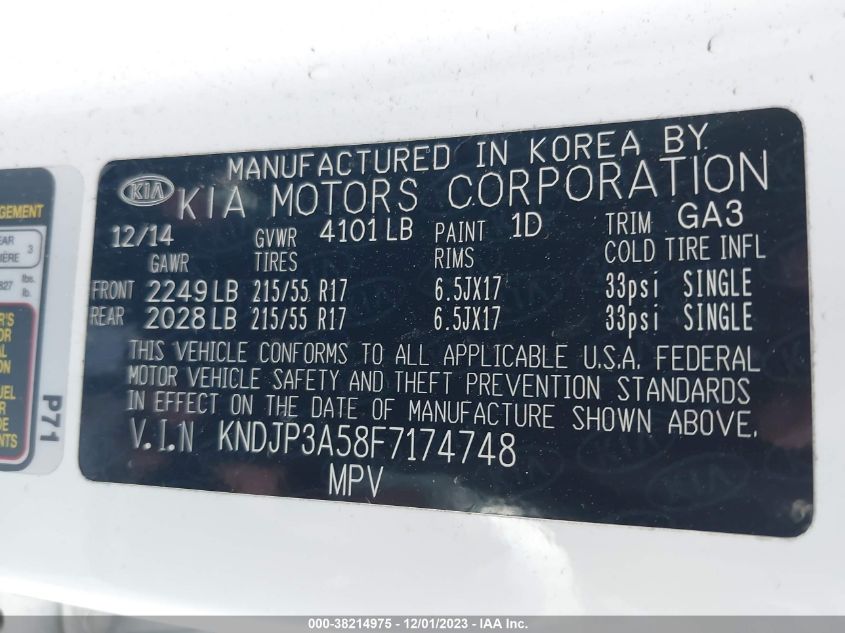 MANUFACTURED IN KOREA BY
KIA KIA MOTORS CORPORATION
12/14 GVWR 4101 LB PAINT 1D TRIM GA3
GAWR TIRES RIMS COLD TIRE INFL
FRONT 2249 LB 215/55 R17 6.5JX17 33psi SINGLE
REAR 2028 LB 215/55 R17 6.5JX17 33psi SINGLE
THIS VEHICLE CONFORMS TO ALL APPLICABLE U.S.A. FEDERAL
MOTOR VEHICLE SAFETY AND THEFT PREVENTION STANDARDS
IN EFFECT ON THE DATE OF MANUFACTURE SHOWN ABOVE.
V.I.N KNDJP3A58F7174748
MPV
3
lbs.
lb.
P71
000-38214975 - 12/01/2023 - IAA Inc.